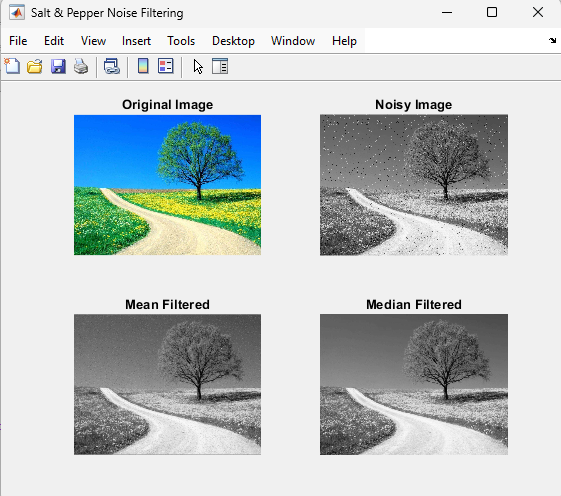 Salt & Pepper Noise Filtering
File Edit View Insert Tools Desktop Window Help
Original Image
Noisy Image
Mean Filtered
Median Filtered